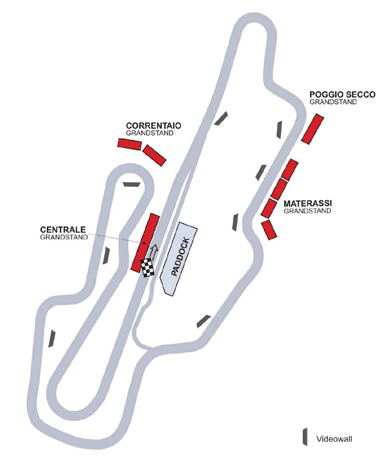 POGGIO SECCO
GRANDSTAND
CORRENTAIO
GRANDSTAND
MATERASSI
GRANDSTAND
CENTRALE
GRANDSTAND
PADDOCK
Videowall